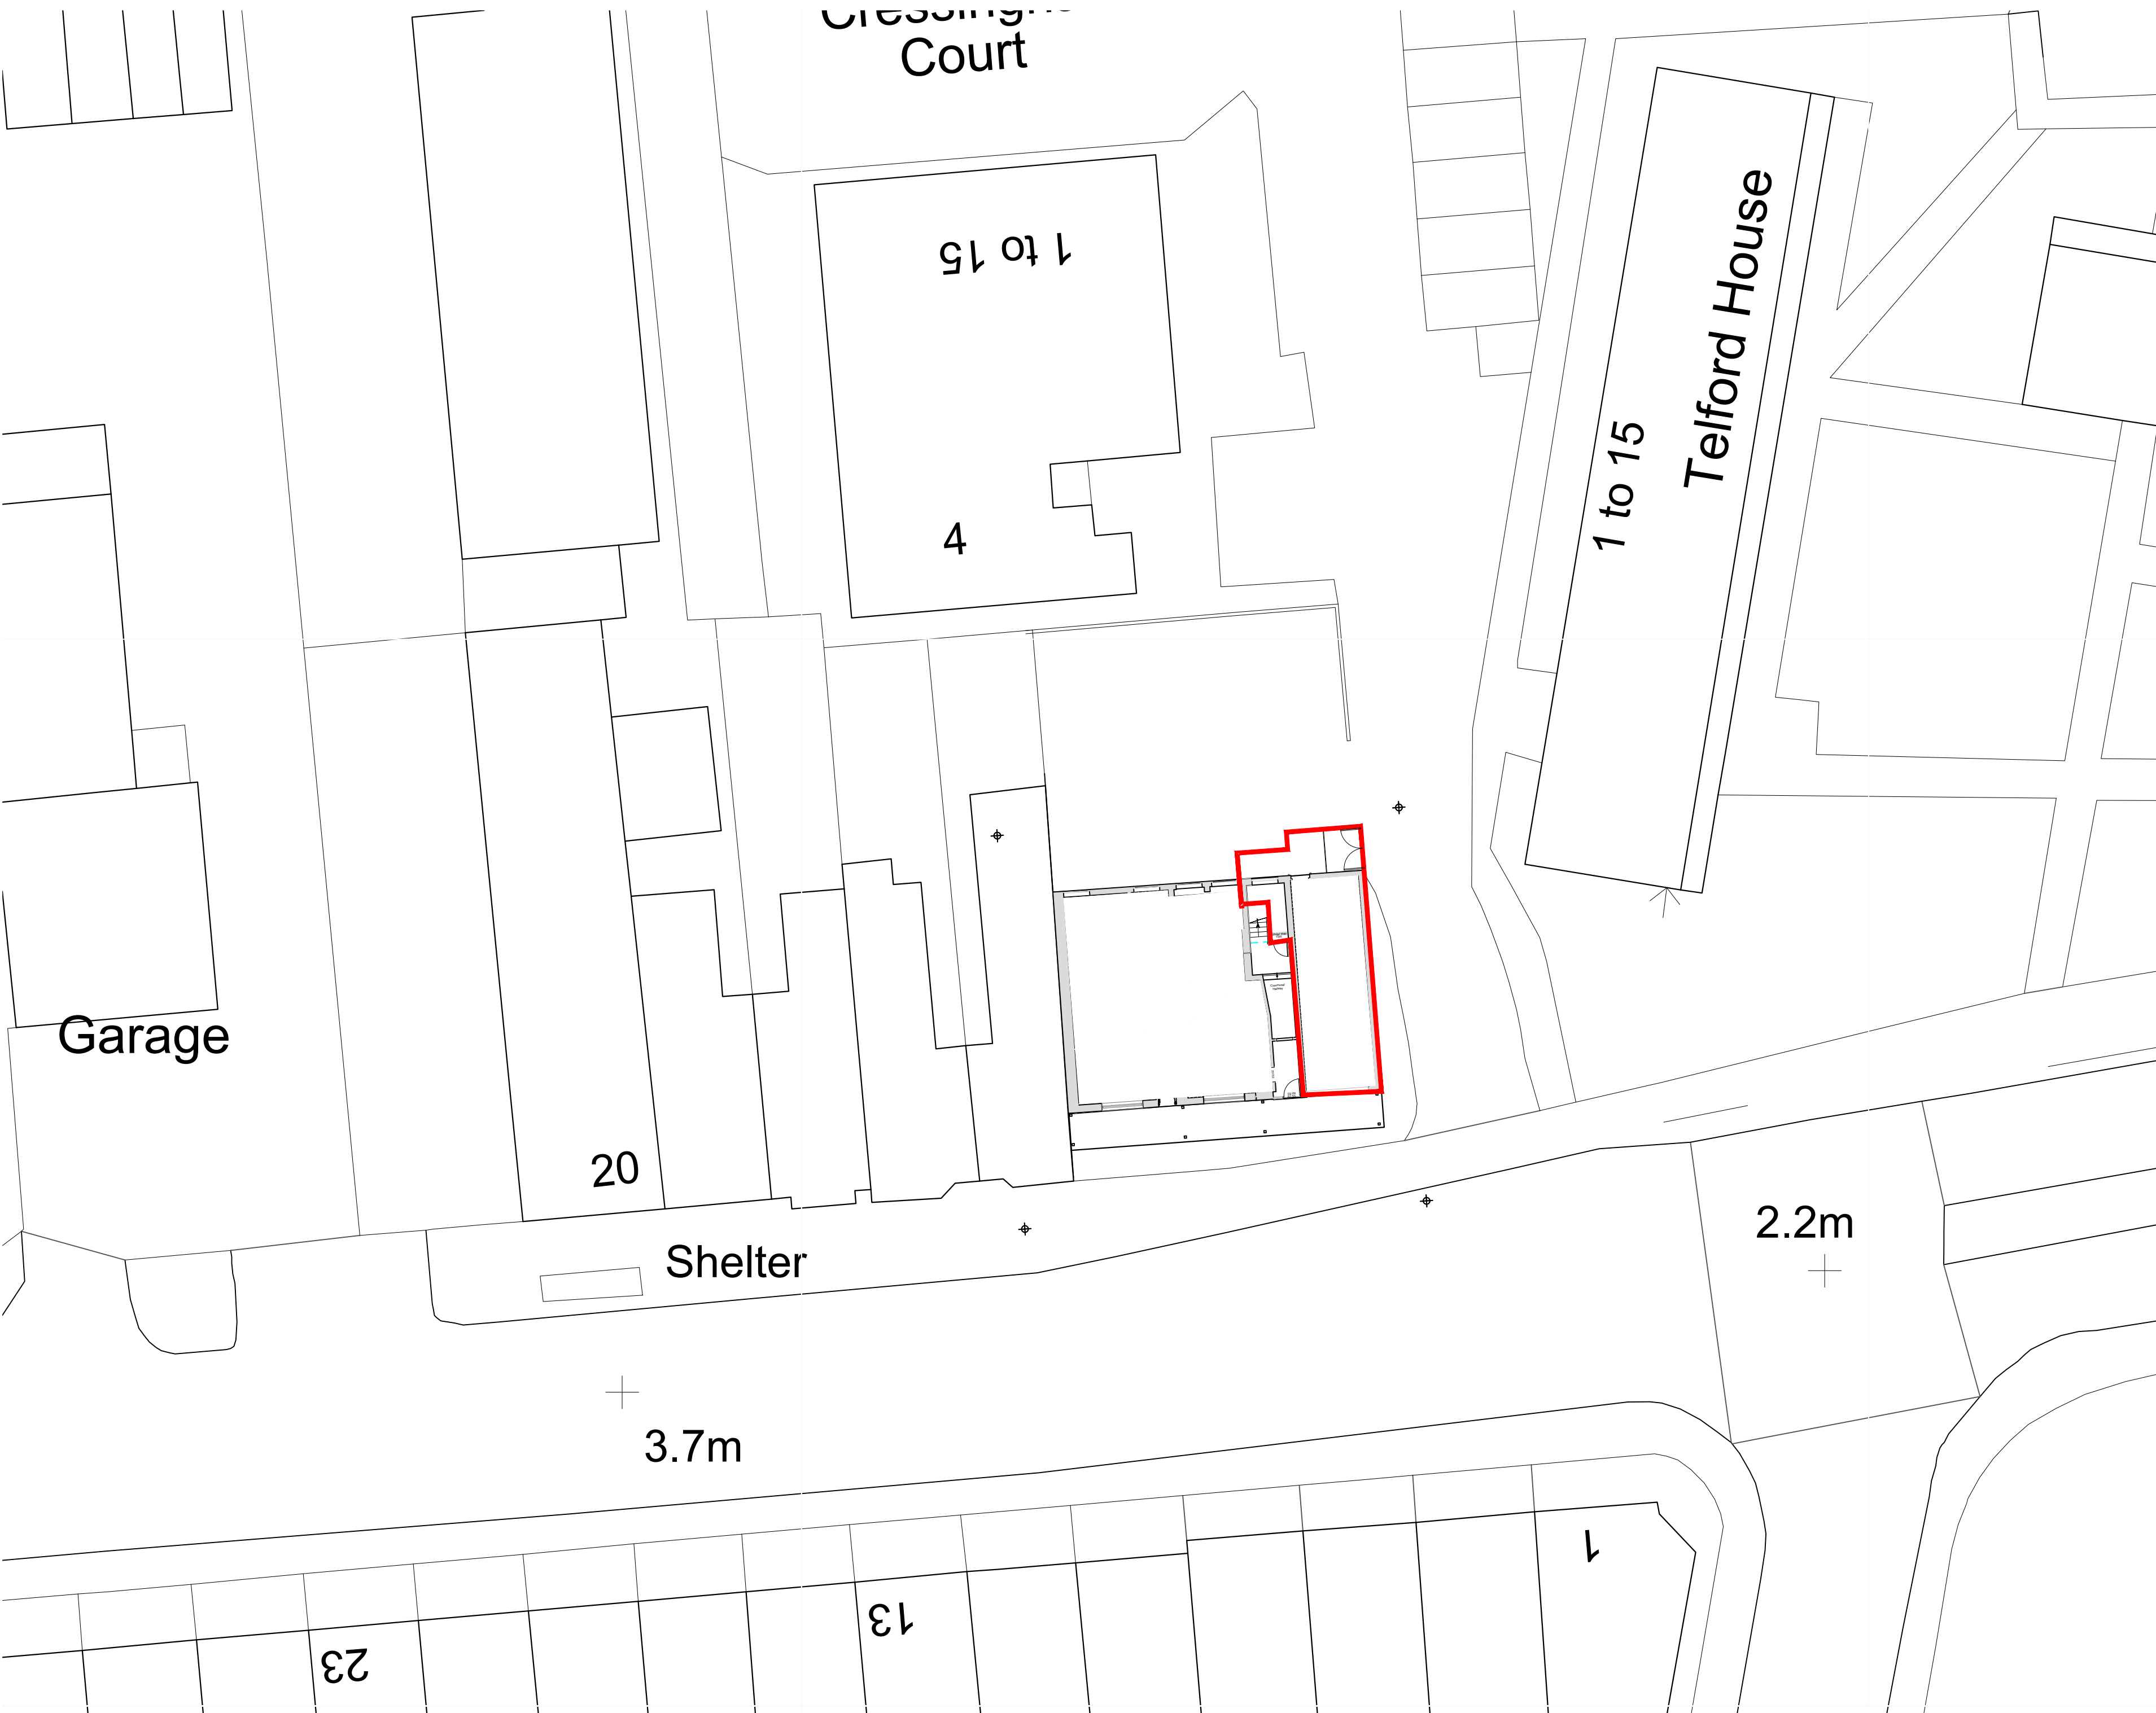 Court
1 to 15
Telford House
1 to 15
4
Garage
20
Shelter
2.2m
3.7m
1
13
23